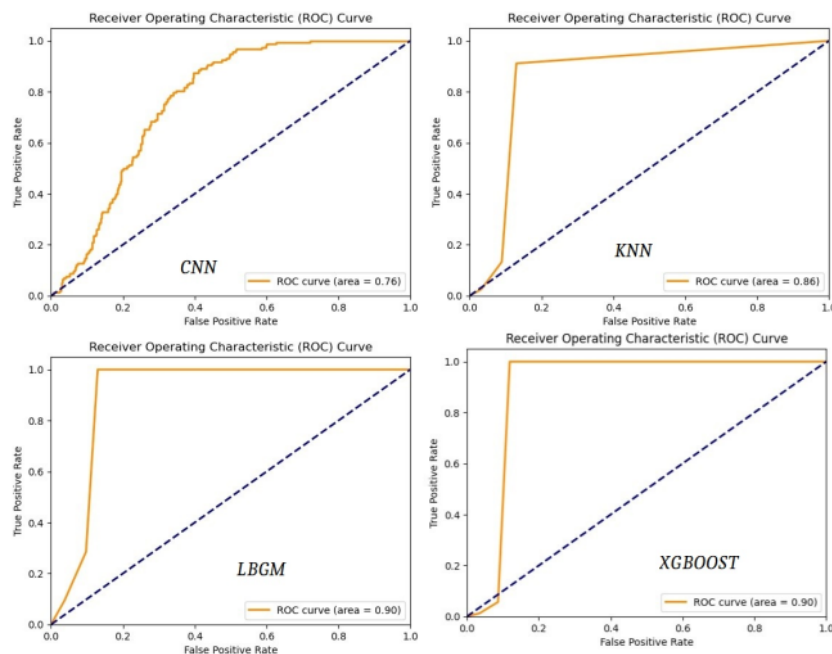 Receiver Operating Characteristic (ROC) Curve
1.0
0.8
0.6
0.4
0.2
0.0
True Positive Rate
CNN
ROC curve (area = 0.76)
0.0 0.2 0.4 0.6 0.8 1.0
False Positive Rate
Receiver Operating Characteristic (ROC) Curve
1.0
0.8
0.6
0.4
0.2
0.0
True Positive Rate
KNN
ROC curve (area = 0.86)
0.0 0.2 0.4 0.6 0.8 1.0
False Positive Rate
Receiver Operating Characteristic (ROC) Curve
1.0
0.8
0.6
0.4
0.2
0.0
True Positive Rate
LBGM
ROC curve (area = 0.90)
0.0 0.2 0.4 0.6 0.8 1.0
False Positive Rate
Receiver Operating Characteristic (ROC) Curve
1.0
0.8
0.6
0.4
0.2
0.0
True Positive Rate
XGBOOST
ROC curve (area = 0.90)
0.0 0.2 0.4 0.6 0.8 1.0
False Positive Rate